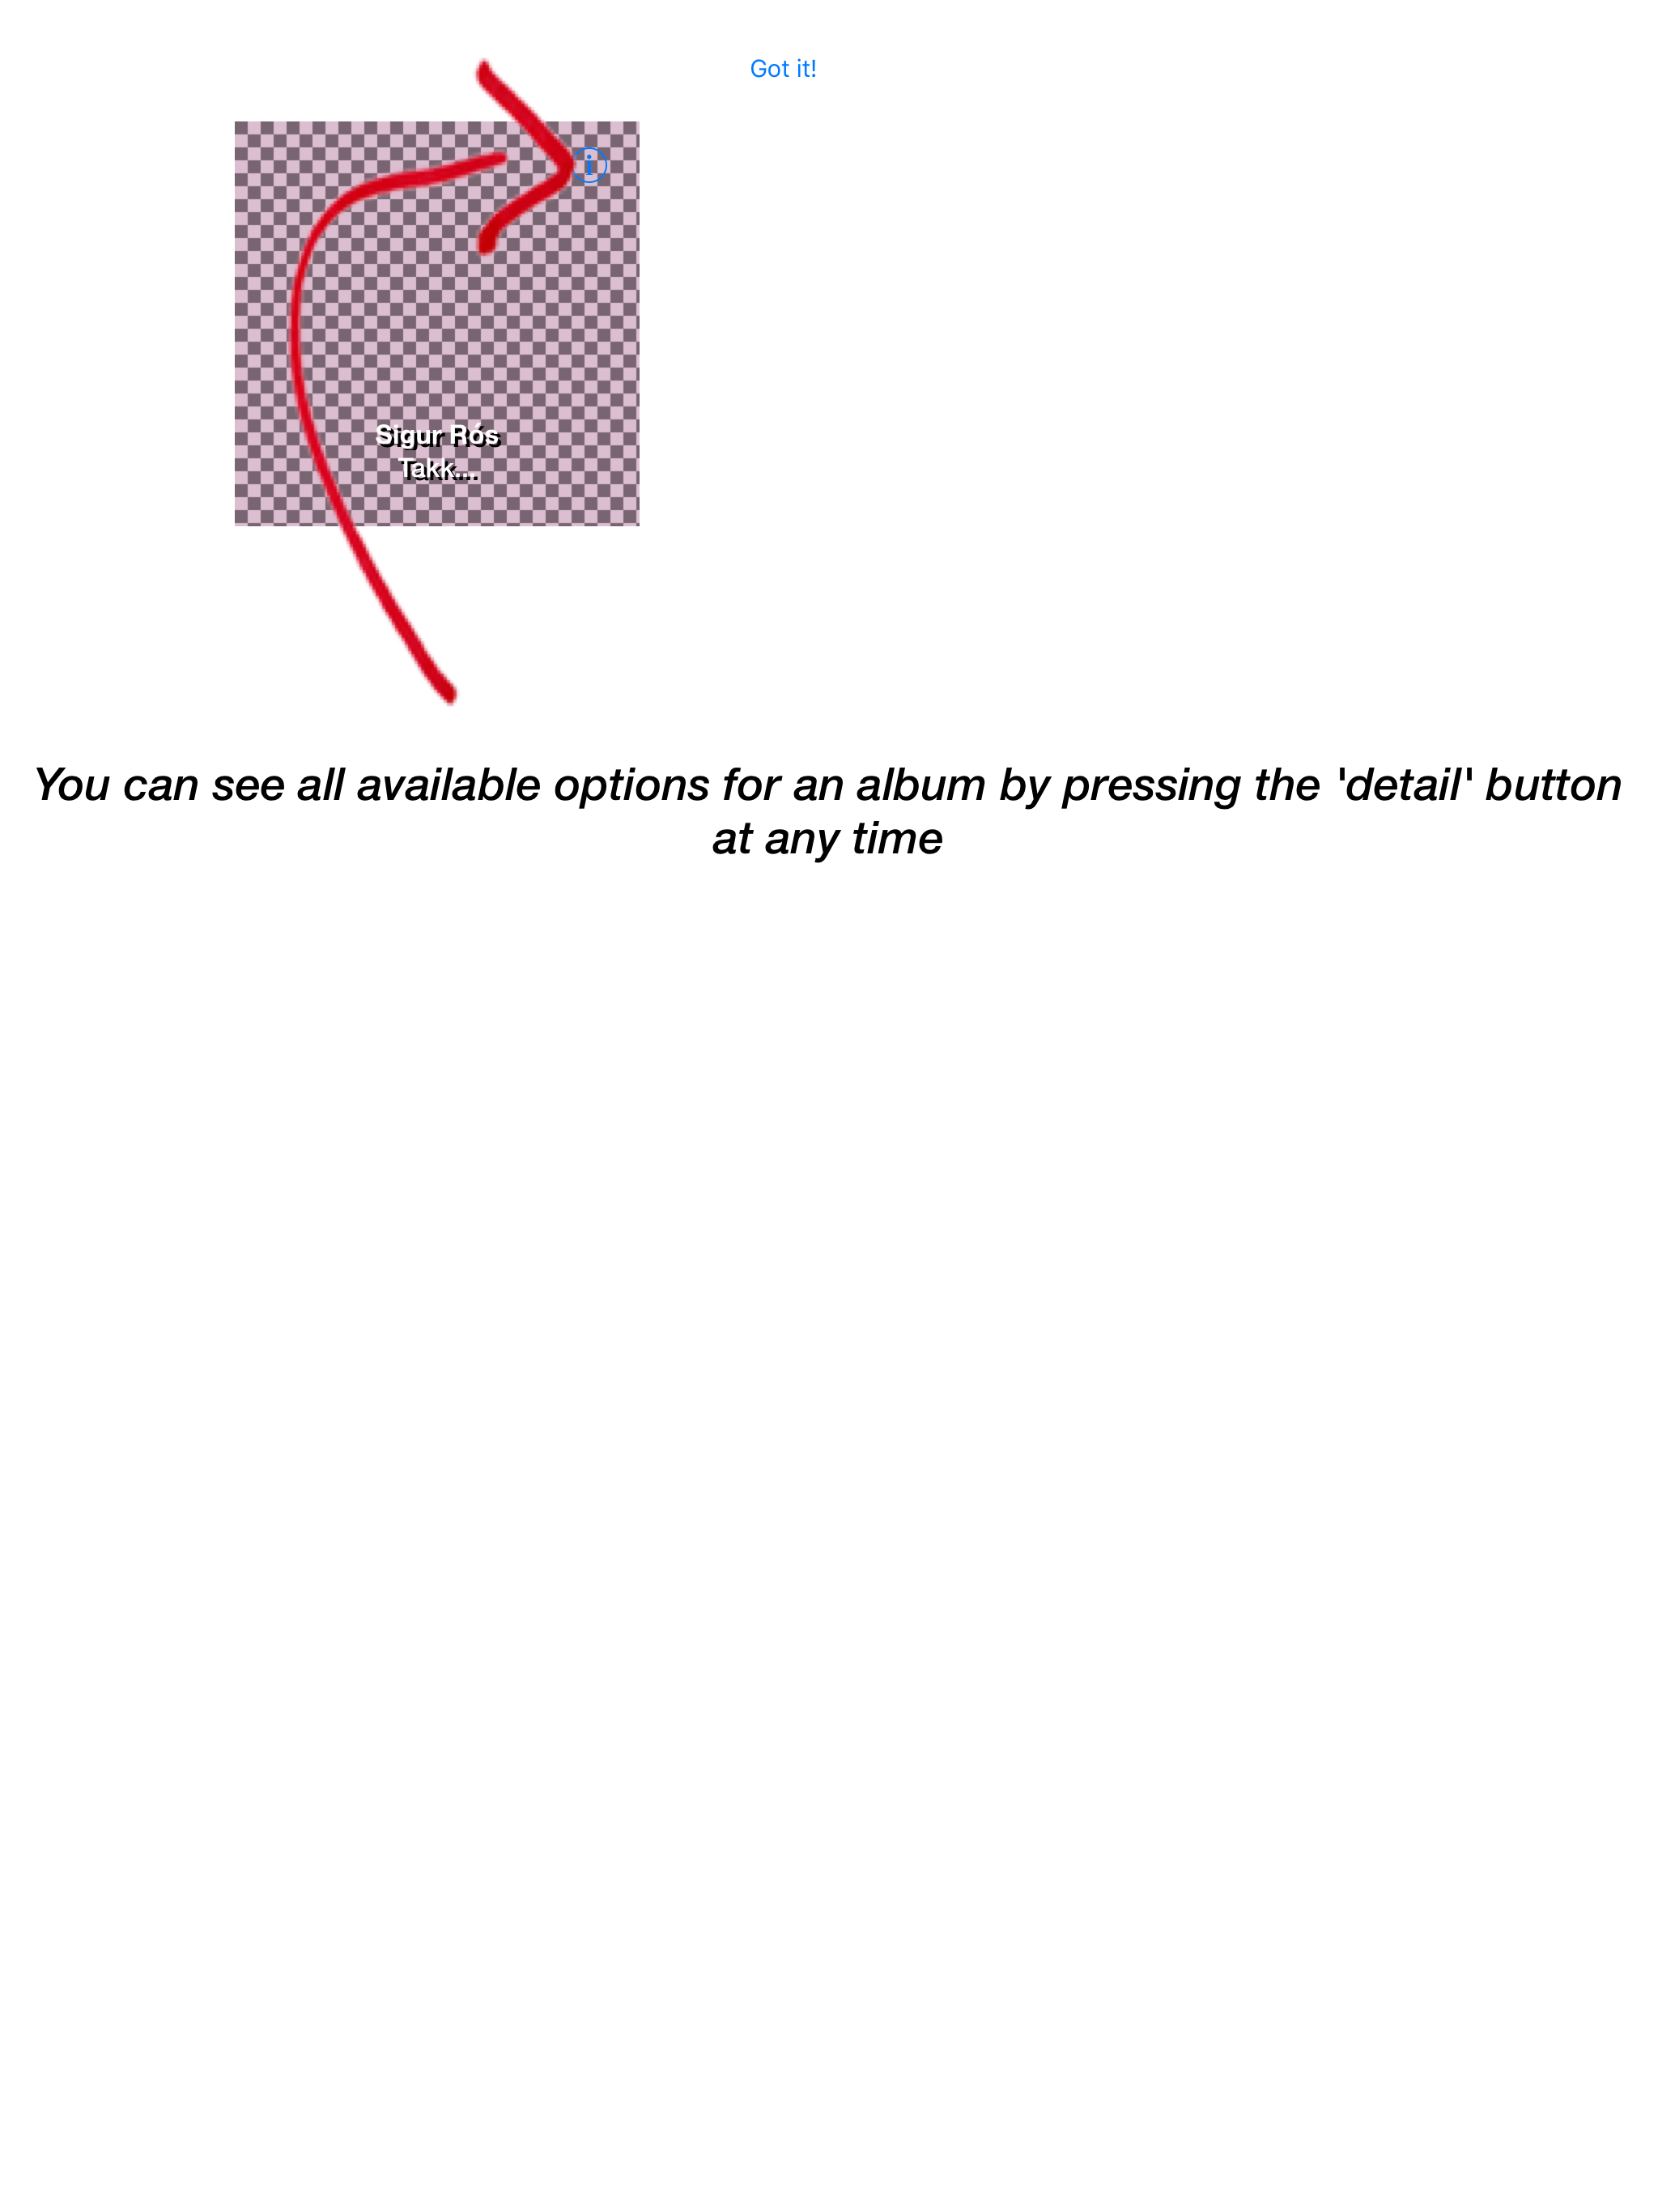 Got it!
i
Sigur Rós
Takk...
You can see all available options for an album by pressing the 'detail' button
at any time